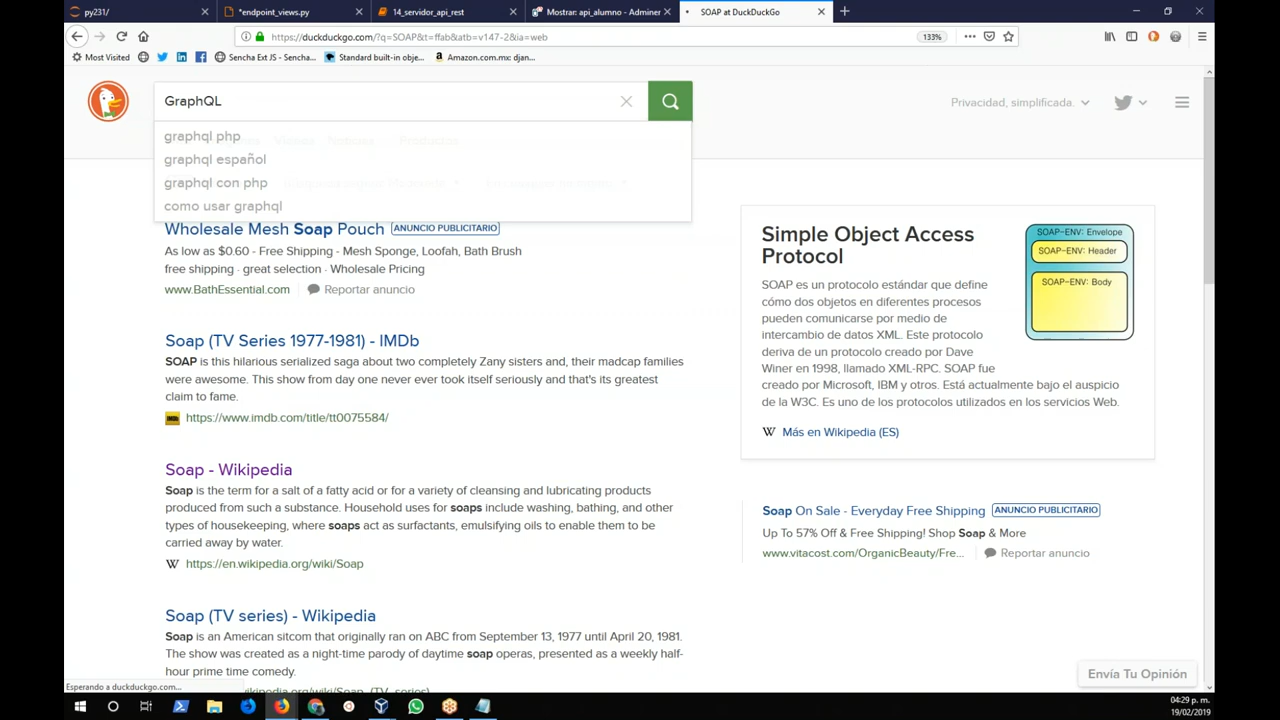 py231/
*endpoint_views.py
14_servidor_api_rest
Mostrar: api_alumno - Adminer
SOAP at DuckDuckGo
https://duckduckgo.com/?q=SOAP&t=ffab&atb=v147-2&ia=web
133%
Most Visited
Sencha Ext JS - Sencha...
Standard built-in obje...
Amazon.com.mx: djan...
GraphQL
Privacidad, simplificada.
graphql php
graphql español
graphql con php
como usar graphql
Wholesale Mesh Soap Pouch ANUNCIO PUBLICITARIO
As low as $0.60 - Free Shipping - Mesh Sponge, Loofah, Bath Brush
free shipping · great selection · Wholesale Pricing
www.BathEssential.com Reportar anuncio
Soap (TV Series 1977-1981) - IMDb
SOAP is this hilarious serialized saga about two completely Zany sisters and, their madcap families
were awesome. This show from day one never ever took itself seriously and that's its greatest
claim to fame.
IMDb https://www.imdb.com/title/tt0075584/
Soap - Wikipedia
Soap is the term for a salt of a fatty acid or for a variety of cleansing and lubricating products
produced from such a substance. Household uses for soaps include washing, bathing, and other
types of housekeeping, where soaps act as surfactants, emulsifying oils to enable them to be
carried away by water.
W https://en.wikipedia.org/wiki/Soap
Soap (TV series) - Wikipedia
Soap is an American sitcom that originally ran on ABC from September 13, 1977 until April 20, 1981.
The show was created as a night-time parody of daytime soap operas, presented as a weekly half-
hour prime time comedy.
wikipedia.org/wiki/Soap_(TV_series)
Simple Object Access
Protocol
SOAP es un protocolo estándar que define
cómo dos objetos en diferentes procesos
pueden comunicarse por medio de
intercambio de datos XML. Este protocolo
deriva de un protocolo creado por Dave
Winer en 1998, llamado XML-RPC. SOAP fue
creado por Microsoft, IBM y otros. Está actualmente bajo el auspicio
de la W3C. Es uno de los protocolos utilizados en los servicios Web.
W Más en Wikipedia (ES)
SOAP-ENV: Envelope
SOAP-ENV: Header
SOAP-ENV: Body
Soap On Sale - Everyday Free Shipping ANUNCIO PUBLICITARIO
Up To 57% Off & Free Shipping! Shop Soap & More
www.vitacost.com/OrganicBeauty/Fre... Reportar anuncio
Envía Tu Opinión
Esperando a duckduckgo.com...
04:29 p. m.
19/02/2019